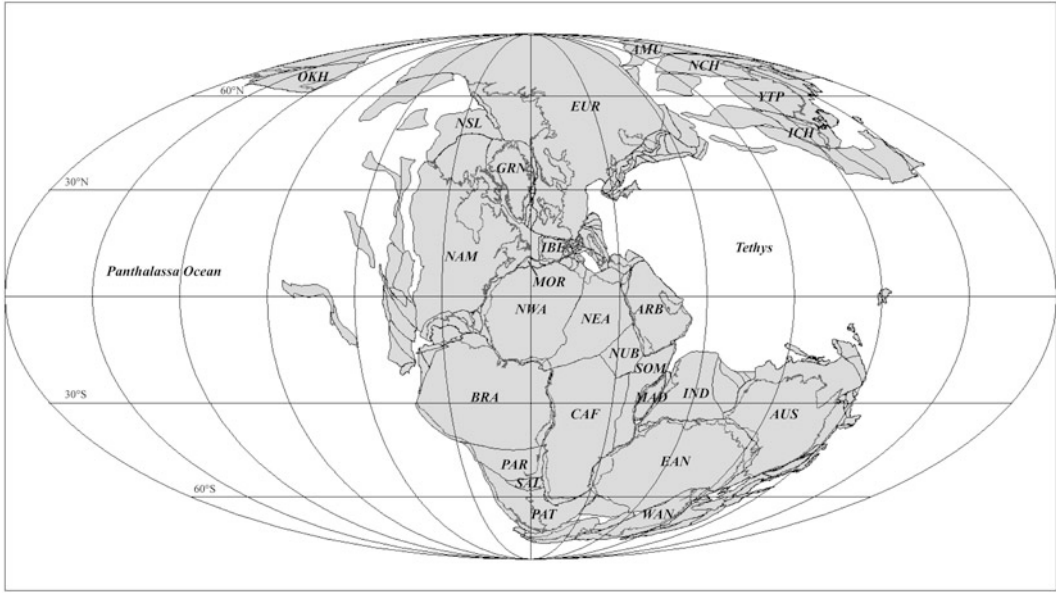 AMU
NCH
OKH
60°N
YTP
EUR
NSL
ICH
GRN
30°N
IBE
Tethys
NAM
Panthalassa Ocean
MOR
NWA
NEA
ARB
NUB
SOM
BRA
MAD
IND
30°S
CAF
AUS
PAR
EAN
SAL
60°S
PAT
WAN